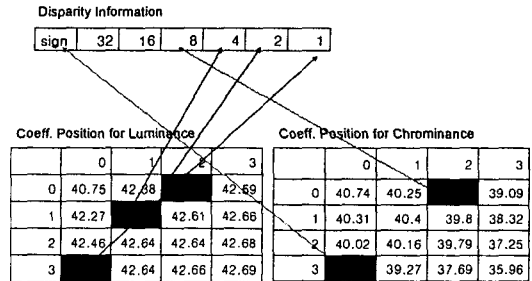 Disparity Information
sign 32 16 8 4 2 1
Coeff. Position for Luminance
0 1 2 3
0 40.75 42.38 42.59
1 42.27 42.61 42.66
2 42.46 42.64 42.64 42.68
3 42.64 42.66 42.69
Coeff. Position for Chrominance
0 1 2 3
0 40.74 40.25 39.09
1 40.31 40.4 39.8 38.32
2 40.02 40.16 39.79 37.25
3 39.27 37.69 35.96